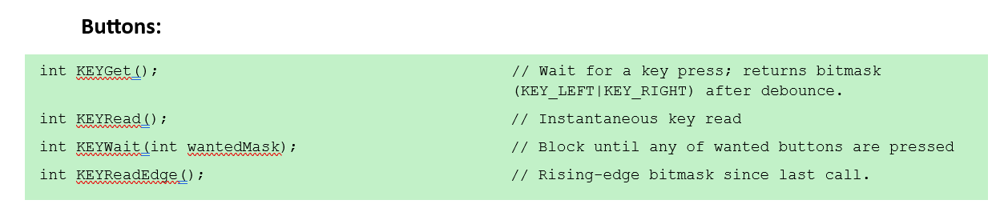 Buttons:
int KEYGet(); // Wait for a key press; returns bitmask
(KEY_LEFT|KEY_RIGHT) after debounce.
int KEYRead(); // Instantaneous key read
int KEYWait(int wantedMask); // Block until any of wanted buttons are pressed
int KEYReadEdge(); // Rising-edge bitmask since last call.